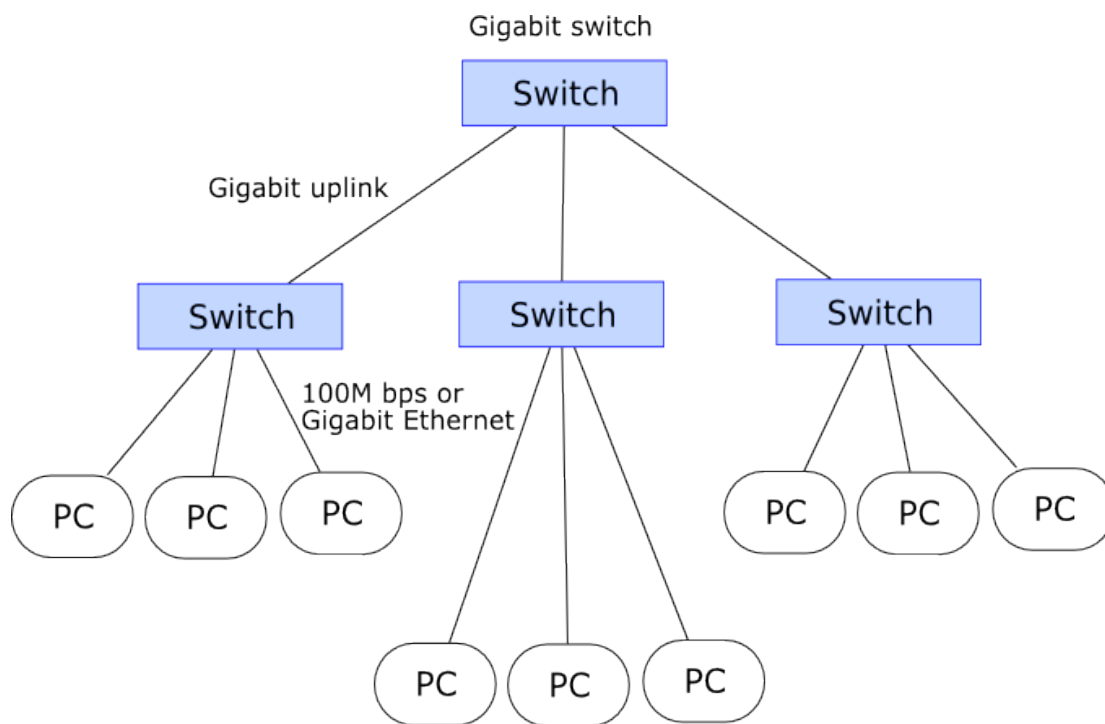 Gigabit switch
Switch
Gigabit uplink
Switch
Switch
Switch
100M bps or
Gigabit Ethernet
PC
PC
PC
PC
PC
PC
PC
PC
PC